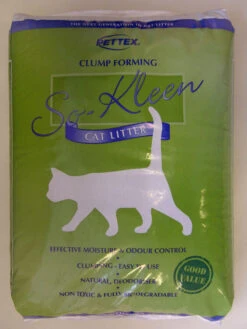 THE NEXT GENERATION IN CAT LITTER
PETTEX
CLUMP FORMING
So-Kleen
CAT LITTER
EFFECTIVE MOISTURE & ODOUR CONTROL
CLUMPING - EASY TO USE
NATURAL DEODORISER
NON TOXIC & FULLY BIODEGRADABLE
GOOD
VALUE